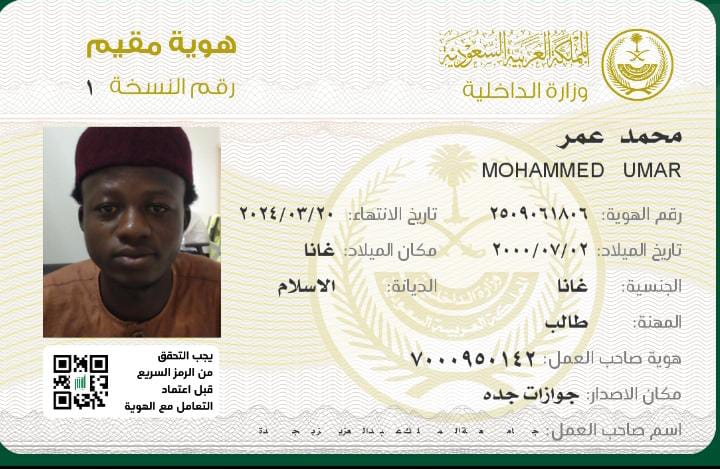 المملكة العربية السعودية
وزارة الداخلية
هوية مقيم
رقم النسخة ١
محمد عمر
MOHAMMED UMAR
رقم الهوية: ٢٥٠٩٠٦١٨٠٦ تاريخ الانتهاء: ٢٠٢٤/٠٣/٢٠
تاريخ الميلاد: ٢٠٠٠/٠٧/٠٢ مكان الميلاد: غانا
الجنسية: غانا الديانة: الاسلام
المهنة: طالب
هوية صاحب العمل: ٧٠٠٠٩٥٠١٤٢
مكان الاصدار: جوازات جده
اسم صاحب العمل:
يجب التحقق
من الرمز السريع
قبل اعتماد
التعامل مع الهوية